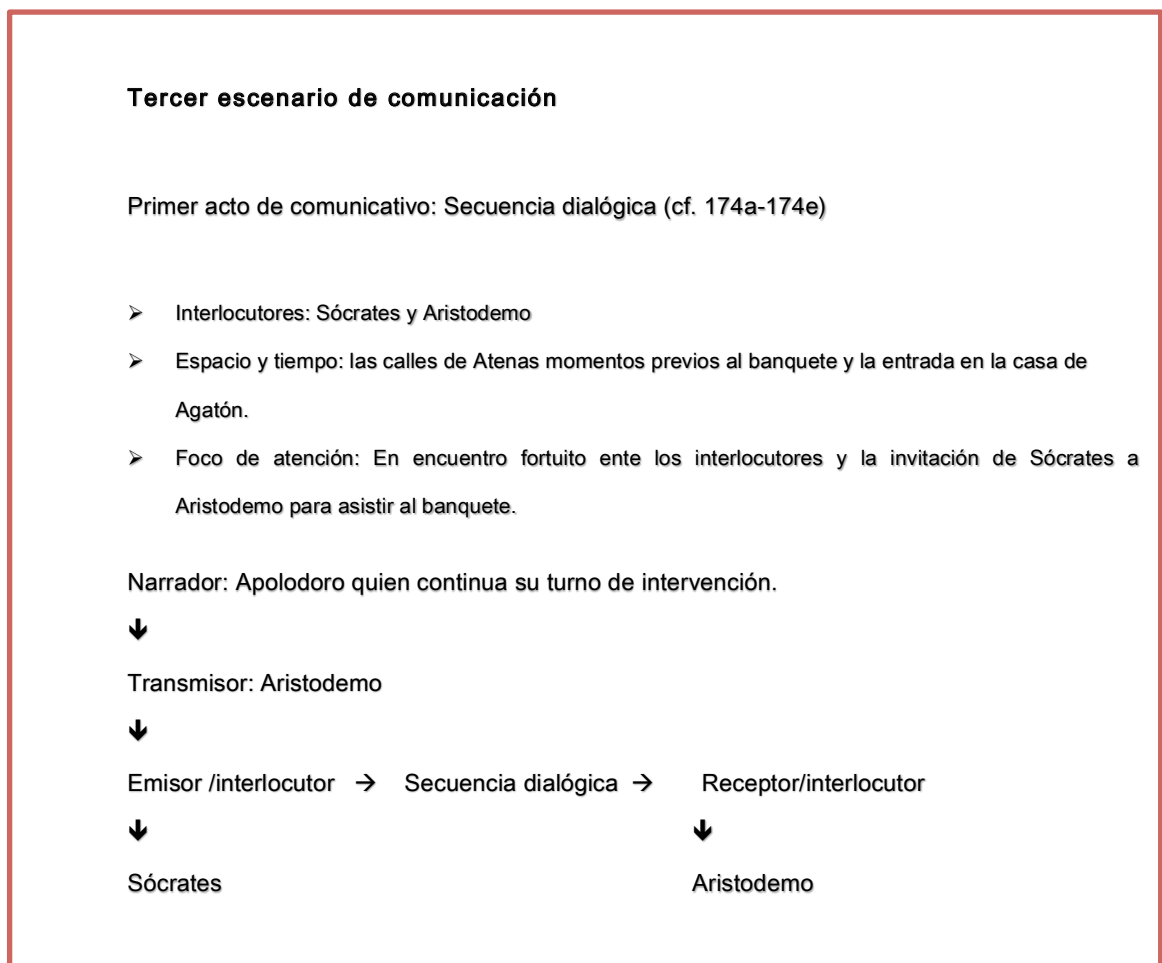 Tercer escenario de comunicación
Primer acto de comunicativo: Secuencia dialógica (cf. 174a-174e)
➢ Interlocutores: Sócrates y Aristodemo
➢ Espacio y tiempo: las calles de Atenas momentos previos al banquete y la entrada en la casa de
Agatón.
➢ Foco de atención: En encuentro fortuito ente los interlocutores y la invitación de Sócrates a
Aristodemo para asistir al banquete.
Narrador: Apolodoro quien continua su turno de intervención.
🡻
Transmisor: Aristodemo
🡻
Emisor /interlocutor → Secuencia dialógica → Receptor/interlocutor
🡻 🡻
Sócrates Aristodemo